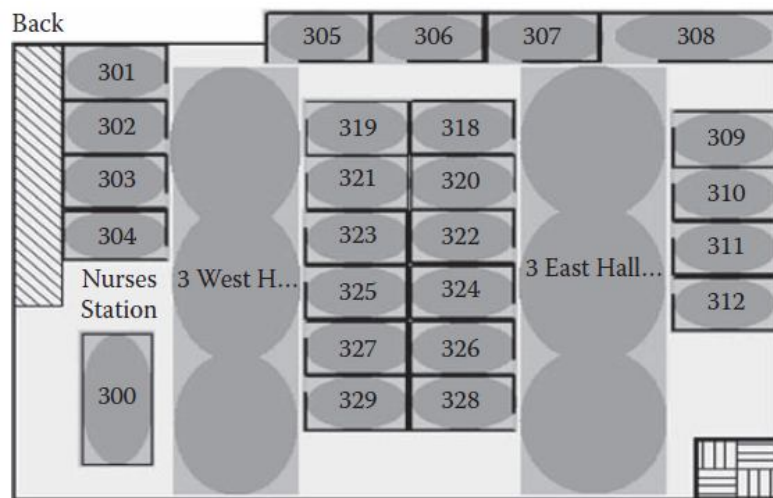 Back
305 306 307 308
301
302 319 318 309
303 321 320 310
304 323 322 311
Nurses
Station
3 West H...
3 East Hall...
325 324 312
327 326
300
329 328